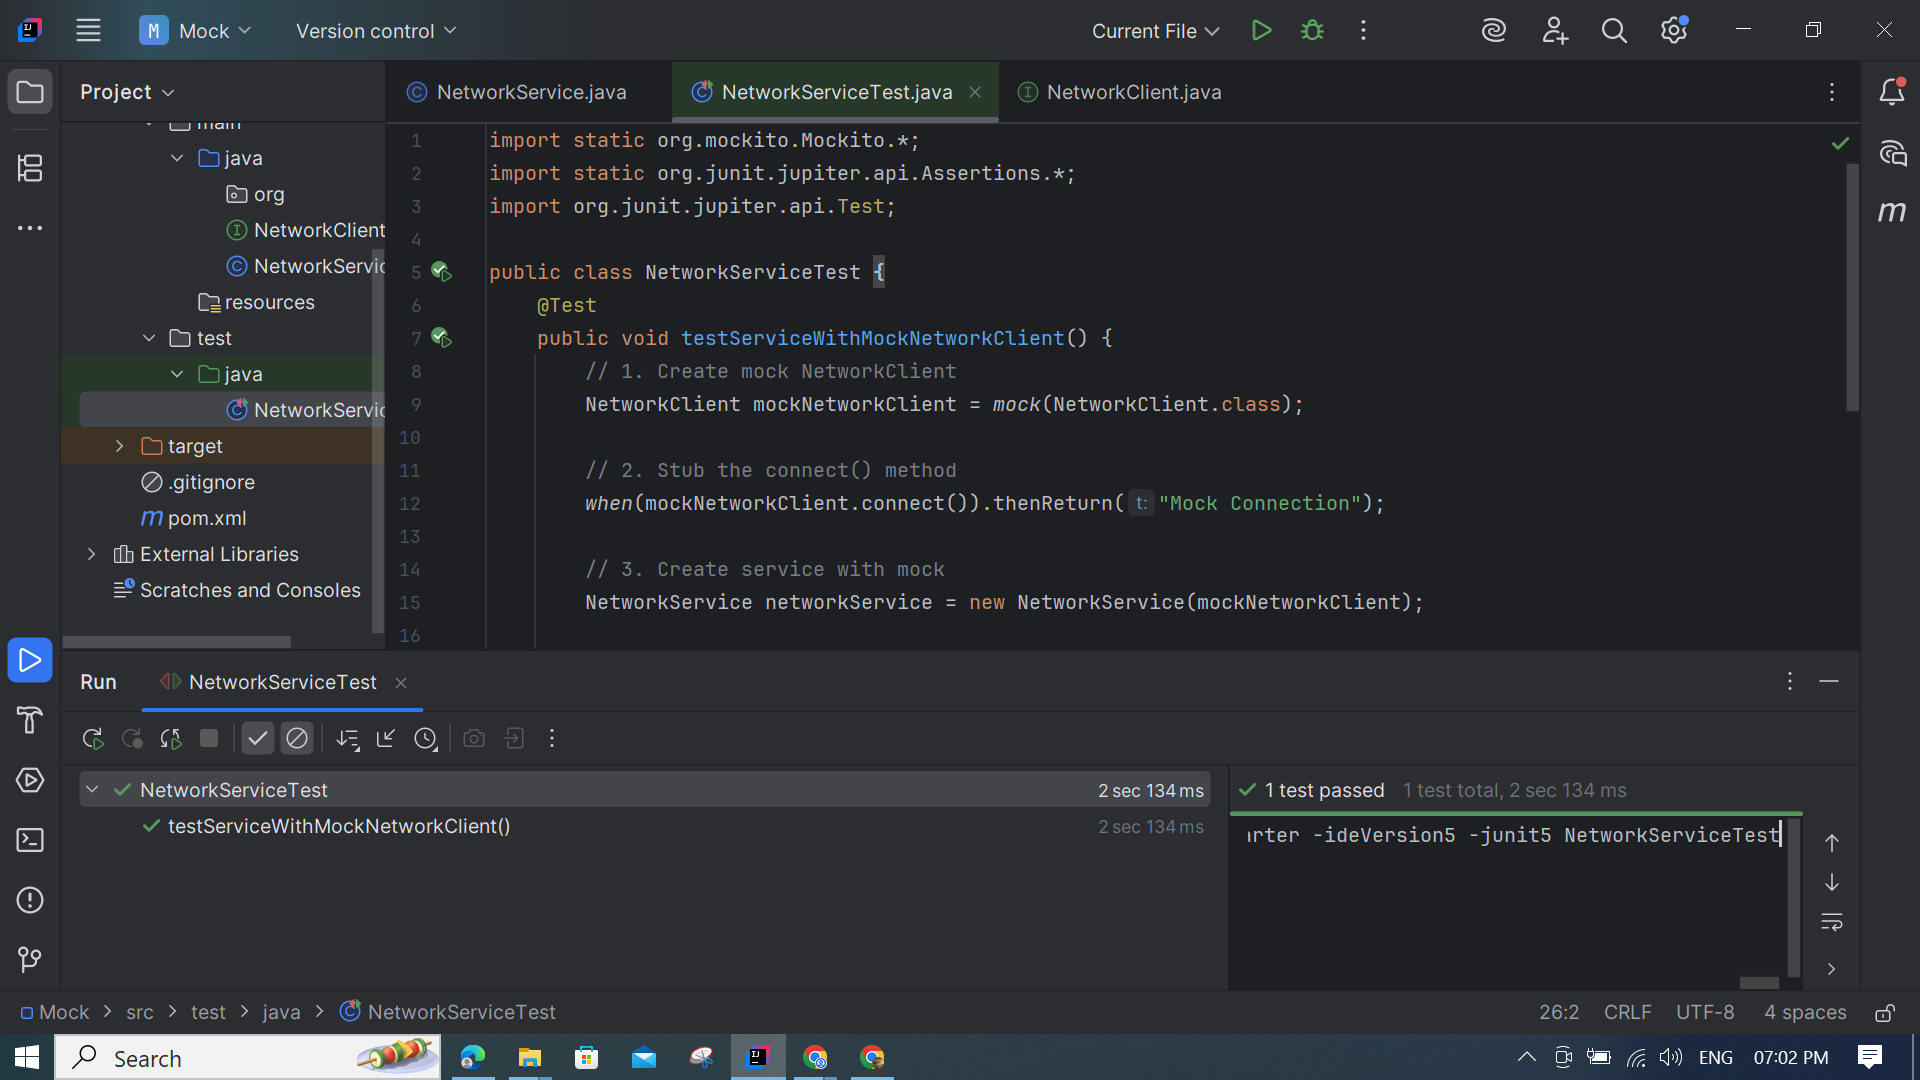 M Mock Version control Current File
Project
NetworkService.java NetworkServiceTest.java NetworkClient.java
main
java
org
NetworkClient
NetworkServic
resources
test
java
NetworkServic
target
.gitignore
m pom.xml
External Libraries
Scratches and Consoles
1 import static org.mockito.Mockito.*;
2 import static org.junit.jupiter.api.Assertions.*;
3 import org.junit.jupiter.api.Test;
4
5 public class NetworkServiceTest {
6 @Test
7 public void testServiceWithMockNetworkClient() {
8 // 1. Create mock NetworkClient
9 NetworkClient mockNetworkClient = mock(NetworkClient.class);
10
11 // 2. Stub the connect() method
12 when(mockNetworkClient.connect()).thenReturn( t: "Mock Connection");
13
14 // 3. Create service with mock
15 NetworkService networkService = new NetworkService(mockNetworkClient);
16
m
Run NetworkServiceTest
NetworkServiceTest 2 sec 134 ms
testServiceWithMockNetworkClient() 2 sec 134 ms
1 test passed 1 test total, 2 sec 134 ms
arter -ideVersion5 -junit5 NetworkServiceTest
Mock > src > test > java > NetworkServiceTest
26:2 CRLF UTF-8 4 spaces
Search
ENG 07:02 PM